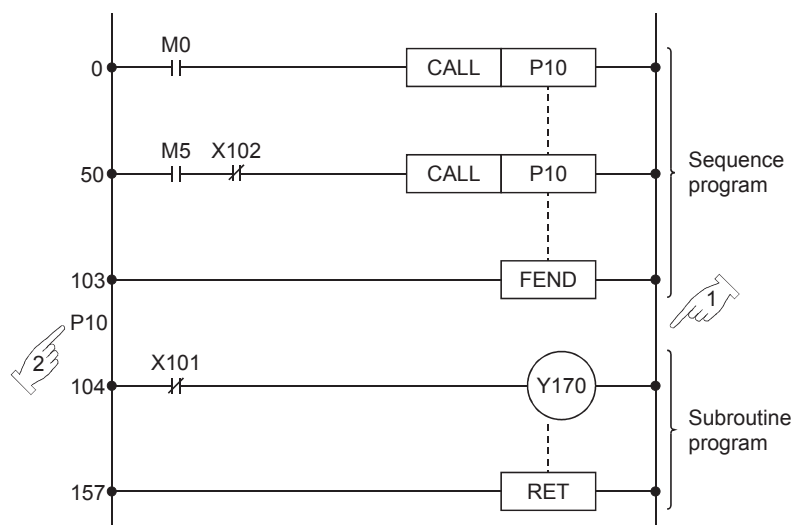 M0
0 CALL P10
M5 X102
50 CALL P10
Sequence
program
103 FEND
1
P10
2
X101
104 Y170
Subroutine
program
157 RET